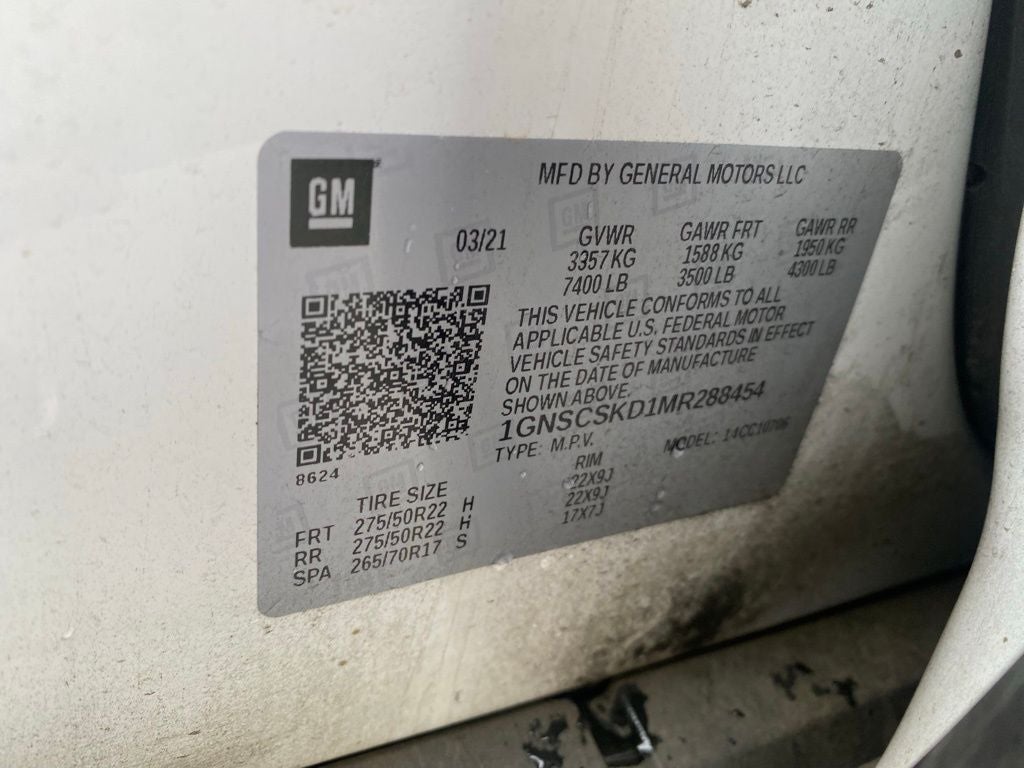 GM
MFD BY GENERAL MOTORS LLC
03/21
GVWR GAWR FRT GAWR RR
3357 KG 1588 KG 1950 KG
7400 LB 3500 LB 4300 LB
THIS VEHICLE CONFORMS TO ALL
APPLICABLE U.S. FEDERAL MOTOR
VEHICLE SAFETY STANDARDS IN EFFECT
ON THE DATE OF MANUFACTURE
SHOWN ABOVE.
1GNSCSKD1MR288454
TYPE: M.P.V. MODEL: 14CC10706
8624
TIRE SIZE RIM
FRT 275/50R22 H 22X9J
RR 275/50R22 H 22X9J
SPA 265/70R17 S 17X7J